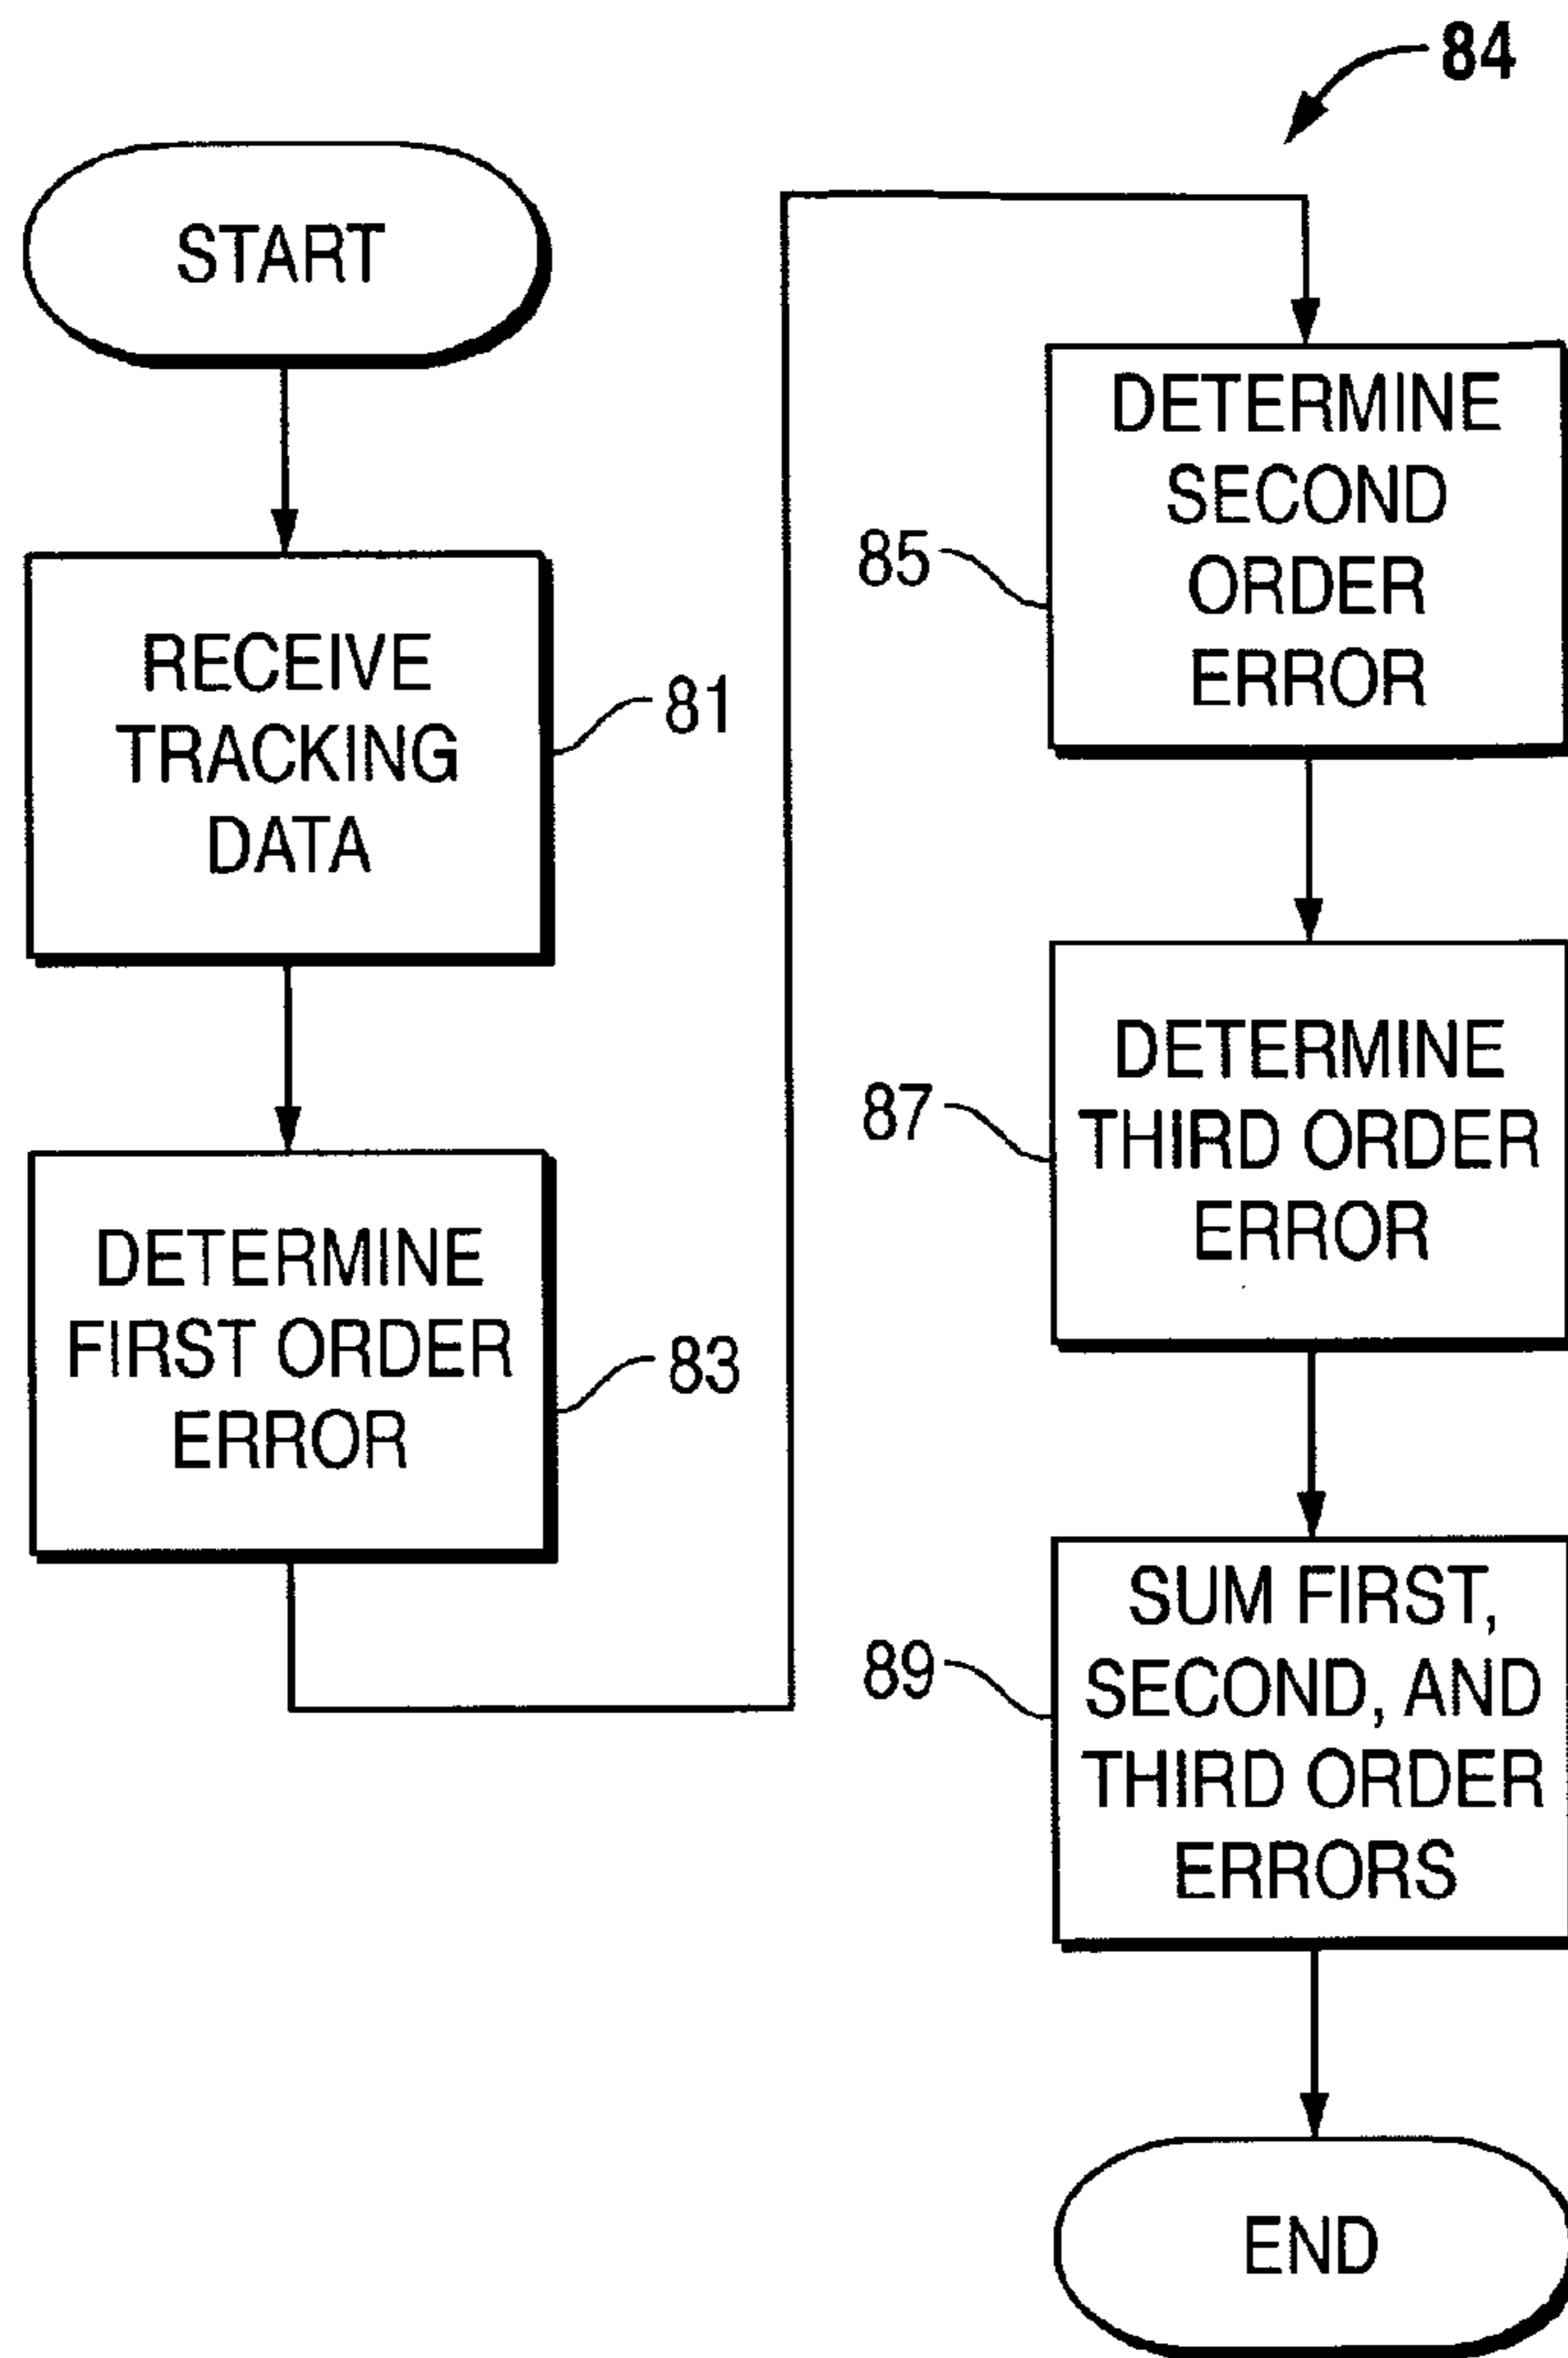 84
START
RECEIVE
TRACKING
DATA
81
DETERMINE
FIRST ORDER
ERROR
83
DETERMINE
SECOND
ORDER
ERROR
85
DETERMINE
THIRD ORDER
ERROR
87
SUM FIRST,
SECOND, AND
THIRD ORDER
ERRORS
89
END